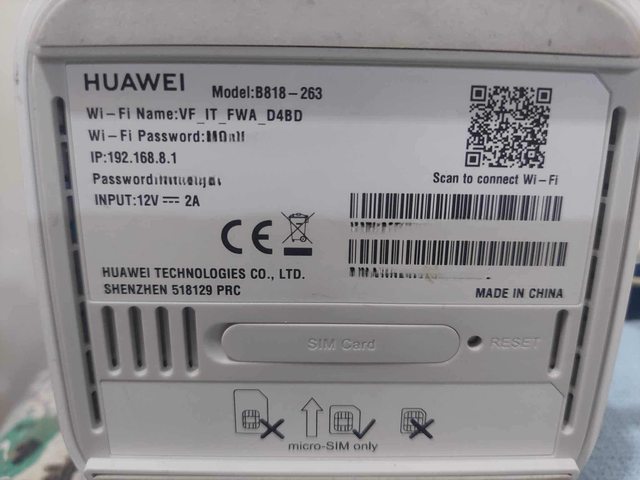 HUAWEI
Model:B818-263
Wi-Fi Name:VF_IT_FWA_D4BD
Wi-Fi Password:
IP:192.168.8.1
Password:
INPUT:12V ⎓ 2A
Scan to connect Wi-Fi
CE
HUAWEI TECHNOLOGIES CO., LTD.
SHENZHEN 518129 PRC
MADE IN CHINA
SIM Card
RESET
micro-SIM only